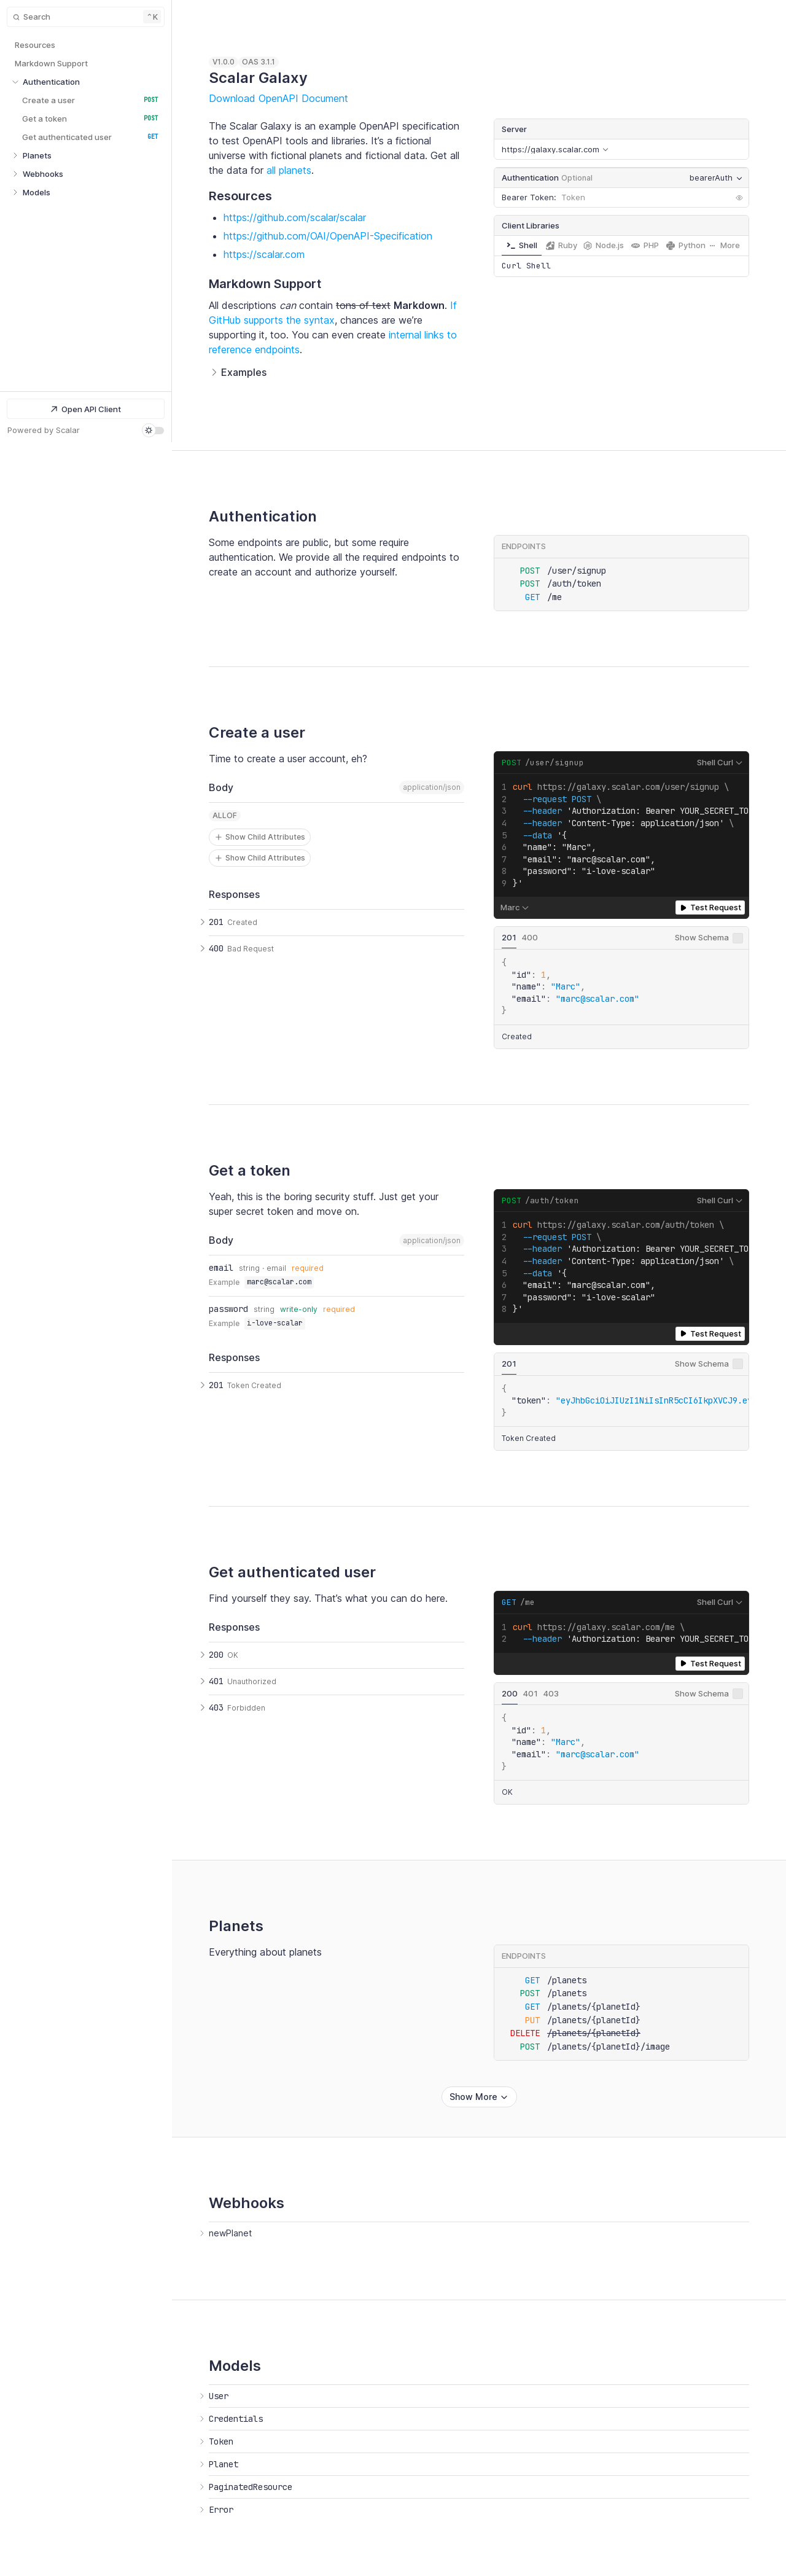 Search
⌃K
Resources
Markdown Support
Authentication
Create a user POST
Get a token POST
Get authenticated user GET
Planets
Webhooks
Models
Open API Client
Powered by Scalar
V1.0.0 OAS 3.1.1
Scalar Galaxy
Download OpenAPI Document
The Scalar Galaxy is an example OpenAPI specification
to test OpenAPI tools and libraries. It's a fictional
universe with fictional planets and fictional data. Get all
the data for all planets.
Resources
https://github.com/scalar/scalar
https://github.com/OAI/OpenAPI-Specification
https://scalar.com
Markdown Support
All descriptions can contain tons of text Markdown. If
GitHub supports the syntax, chances are we're
supporting it, too. You can even create internal links to
reference endpoints.
Examples
Server
https://galaxy.scalar.com
Authentication Optional bearerAuth
Bearer Token: Token
Client Libraries
Shell Ruby Node.js PHP Python More
Curl Shell
Authentication
Some endpoints are public, but some require
authentication. We provide all the required endpoints to
create an account and authorize yourself.
ENDPOINTS
POST /user/signup
POST /auth/token
GET /me
Create a user
Time to create a user account, eh?
Body application/json
ALLOF
Show Child Attributes
Show Child Attributes
Responses
201 Created
400 Bad Request
POST /user/signup Shell Curl
1 curl https://galaxy.scalar.com/user/signup \
2 --request POST \
3 --header 'Authorization: Bearer YOUR_SECRET_TO
4 --header 'Content-Type: application/json' \
5 --data '{
6 "name": "Marc",
7 "email": "marc@scalar.com",
8 "password": "i-love-scalar"
9 }'
Marc Test Request
201 400 Show Schema
{
"id": 1,
"name": "Marc",
"email": "marc@scalar.com"
}
Created
Get a token
Yeah, this is the boring security stuff. Just get your
super secret token and move on.
Body application/json
email string · email required
Example marc@scalar.com
password string write-only required
Example i-love-scalar
Responses
201 Token Created
POST /auth/token Shell Curl
1 curl https://galaxy.scalar.com/auth/token \
2 --request POST \
3 --header 'Authorization: Bearer YOUR_SECRET_TO
4 --header 'Content-Type: application/json' \
5 --data '{
6 "email": "marc@scalar.com",
7 "password": "i-love-scalar"
8 }'
Test Request
201 Show Schema
{
"token": "eyJhbGciOiJIUzI1NiIsInR5cCI6IkpXVCJ9.e
}
Token Created
Get authenticated user
Find yourself they say. That's what you can do here.
Responses
200 OK
401 Unauthorized
403 Forbidden
GET /me Shell Curl
1 curl https://galaxy.scalar.com/me \
2 --header 'Authorization: Bearer YOUR_SECRET_TO
Test Request
200 401 403 Show Schema
{
"id": 1,
"name": "Marc",
"email": "marc@scalar.com"
}
OK
Planets
Everything about planets
ENDPOINTS
GET /planets
POST /planets
GET /planets/{planetId}
PUT /planets/{planetId}
DELETE /planets/{planetId}
POST /planets/{planetId}/image
Show More
Webhooks
newPlanet
Models
User
Credentials
Token
Planet
PaginatedResource
Error